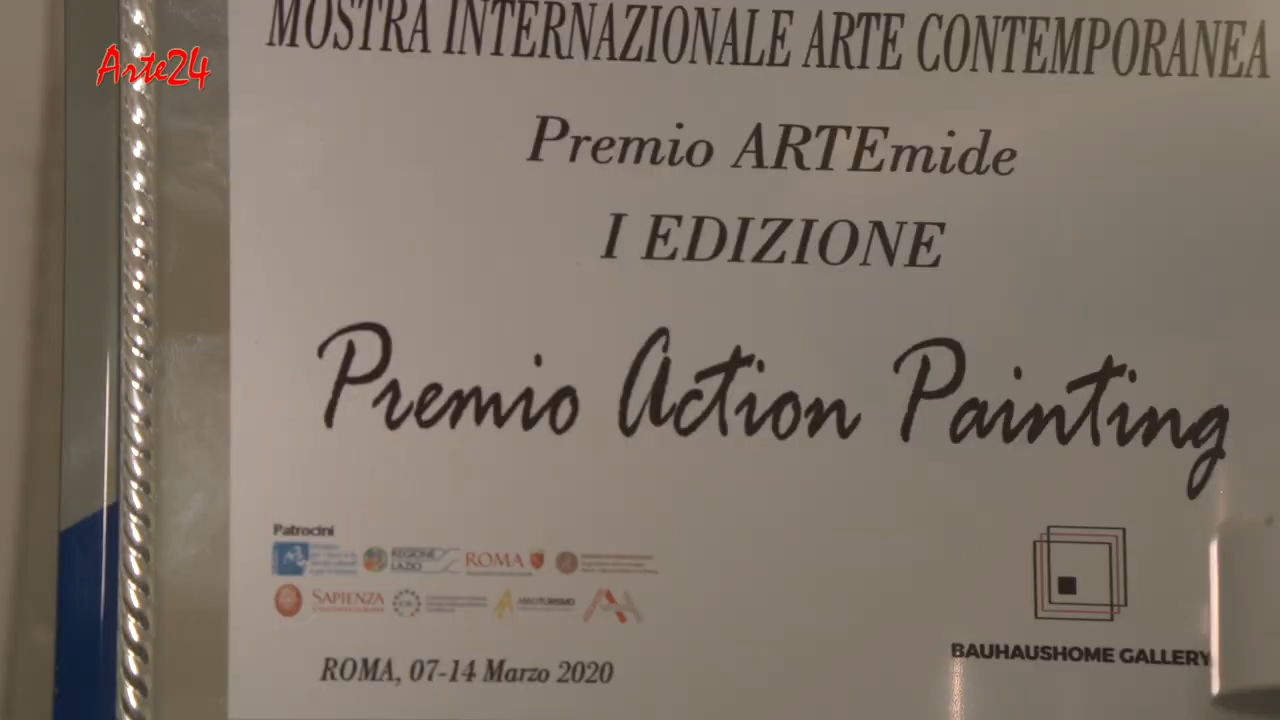 MOSTRA INTERNAZIONALE ARTE CONTEMPORANEA
Arte24
Premio ARTEmide
I EDIZIONE
Premio Action Painting
Patrocini
REGIONE LAZIO
ROMA
SAPIENZA
ROMA, 07-14 Marzo 2020
BAUHAUSHOME GALLERY